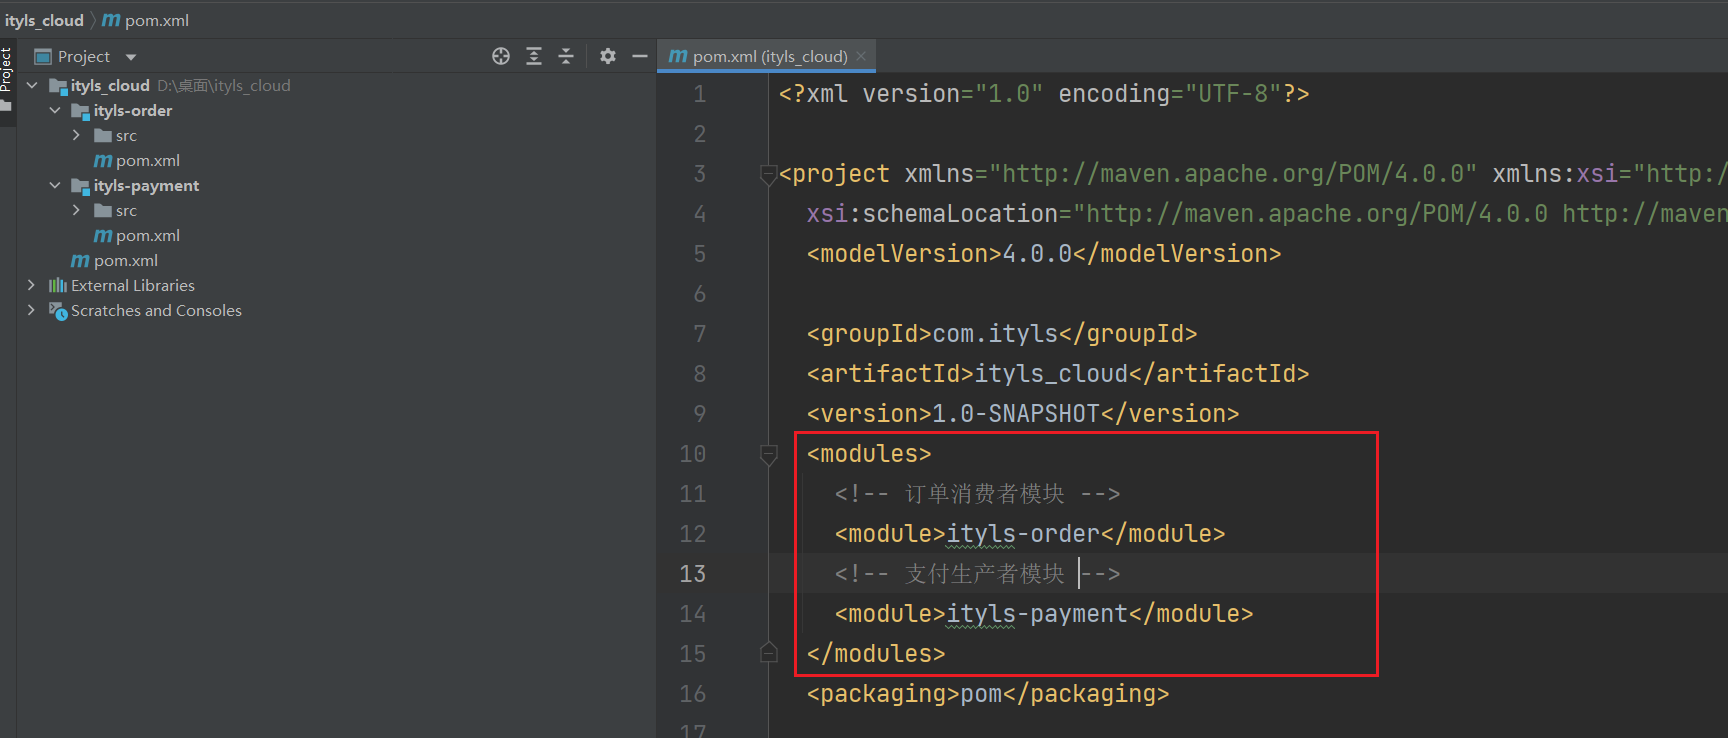 ityls_cloud pom.xml
Project
Project
ityls_cloud D:\桌面\ityls_cloud
ityls-order
src
pom.xml
ityls-payment
src
pom.xml
pom.xml
External Libraries
Scratches and Consoles
pom.xml (ityls_cloud)
1 <?xml version="1.0" encoding="UTF-8"?>
2
3 <project xmlns="http://maven.apache.org/POM/4.0.0" xmlns:xsi="http:/
4 xsi:schemaLocation="http://maven.apache.org/POM/4.0.0 http://maven
5 <modelVersion>4.0.0</modelVersion>
6
7 <groupId>com.ityls</groupId>
8 <artifactId>ityls_cloud</artifactId>
9 <version>1.0-SNAPSHOT</version>
10 <modules>
11 <!-- 订单消费者模块 -->
12 <module>ityls-order</module>
13 <!-- 支付生产者模块 -->
14 <module>ityls-payment</module>
15 </modules>
16 <packaging>pom</packaging>
17